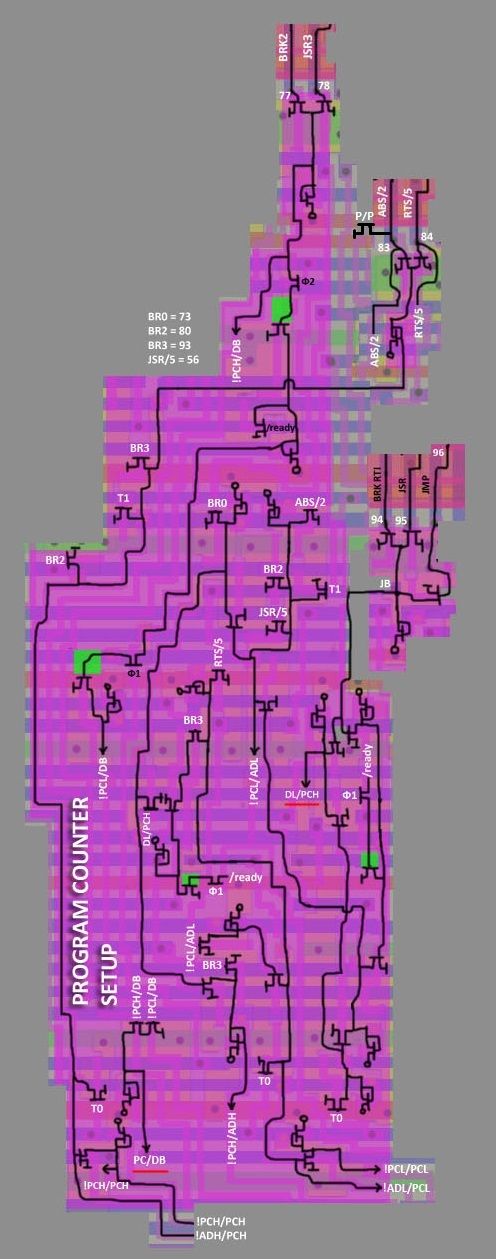 BRK2
JSR3
77
78
ABS/2
RTS/5
P/P
83
84
Φ2
BR0 = 73
BR2 = 80
BR3 = 93
JSR/5 = 56
!PCH/DB
ABS/2
RTS/5
/ready
BR3
96
BRK RTI
JSR
JMP
T1
BR0
ABS/2
94
95
BR2
BR2
T1
JB
JSR/5
Φ1
RTS/5
BR3
!PCL/DB
!PCL/ADL
DL/PCH
Φ1
/ready
DL/PCH
PROGRAM COUNTER
SETUP
/ready
Φ1
!PCL/ADL
BR3
!PCH/DB
!PCL/DB
T0
T0
T0
!PCH/ADH
PC/DB
!PCH/PCH
!PCL/PCL
!ADL/PCL
!PCH/PCH
!ADH/PCH